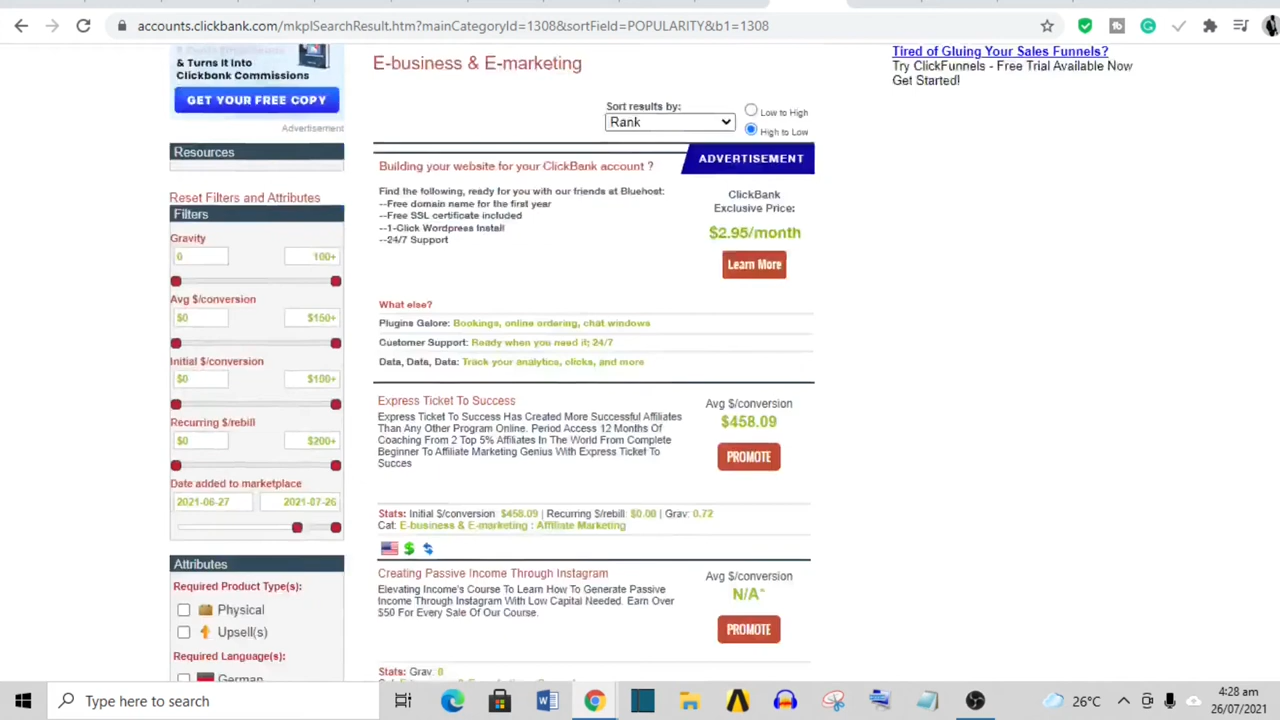 accounts.clickbank.com/mkplSearchResult.htm?mainCategoryId=1308&sortField=POPULARITY&b1=1308
& Turns It Into
Clickbank Commissions
GET YOUR FREE COPY
Advertisement
Resources
Reset Filters and Attributes
Filters
Gravity
0 100+
Avg $/conversion
$0 $150+
Initial $/conversion
$0 $100+
Recurring $/rebill
$0 $200+
Date added to marketplace
2021-06-27 2021-07-26
Attributes
Required Product Type(s):
Physical
Upsell(s)
Required Language(s):
German
E-business & E-marketing
Sort results by:
Rank
Low to High
High to Low
ADVERTISEMENT
Building your website for your ClickBank account ?
Find the following, ready for you with our friends at Bluehost:
--Free domain name for the first year
--Free SSL certificate included
--1-Click Wordpress Install
--24/7 Support
ClickBank
Exclusive Price:
$2.95/month
Learn More
What else?
Plugins Galore: Bookings, online ordering, chat windows
Customer Support: Ready when you need it; 24/7
Data, Data, Data: Track your analytics, clicks, and more
Express Ticket To Success
Express Ticket To Success Has Created More Successful Affiliates
Than Any Other Program Online. Period Access 12 Months Of
Coaching From 2 Top 5% Affiliates In The World From Complete
Beginner To Affiliate Marketing Genius With Express Ticket To
Succes
Avg $/conversion
$458.09
PROMOTE
Stats: Initial $/conversion $458.09 | Recurring $/rebill: $0.00 | Grav: 0.72
Cat: E-business & E-marketing : Affiliate Marketing
Creating Passive Income Through Instagram
Elevating Income's Course To Learn How To Generate Passive
Income Through Instagram With Low Capital Needed. Earn Over
$50 For Every Sale Of Our Course.
Avg $/conversion
N/A^
PROMOTE
Stats: Grav: 0
Tired of Gluing Your Sales Funnels?
Try ClickFunnels - Free Trial Available Now
Get Started!
Type here to search
26°C
4:28 am
26/07/2021